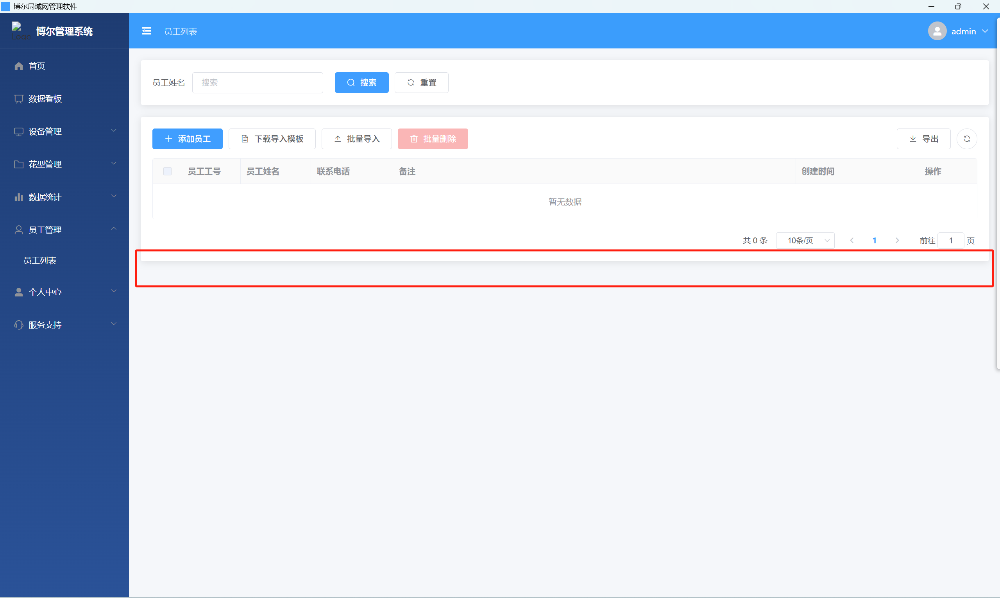 博尔局域网管理软件
Logo
博尔管理系统
员工列表
admin
首页
数据看板
设备管理
花型管理
数据统计
员工管理
员工列表
个人中心
服务支持
员工姓名 搜索 搜索 重置
添加员工 下载导入模板 批量导入 批量删除 导出
员工工号 员工姓名 联系电话 备注 创建时间 操作
暂无数据
共 0 条 10条/页 1 前往 1 页